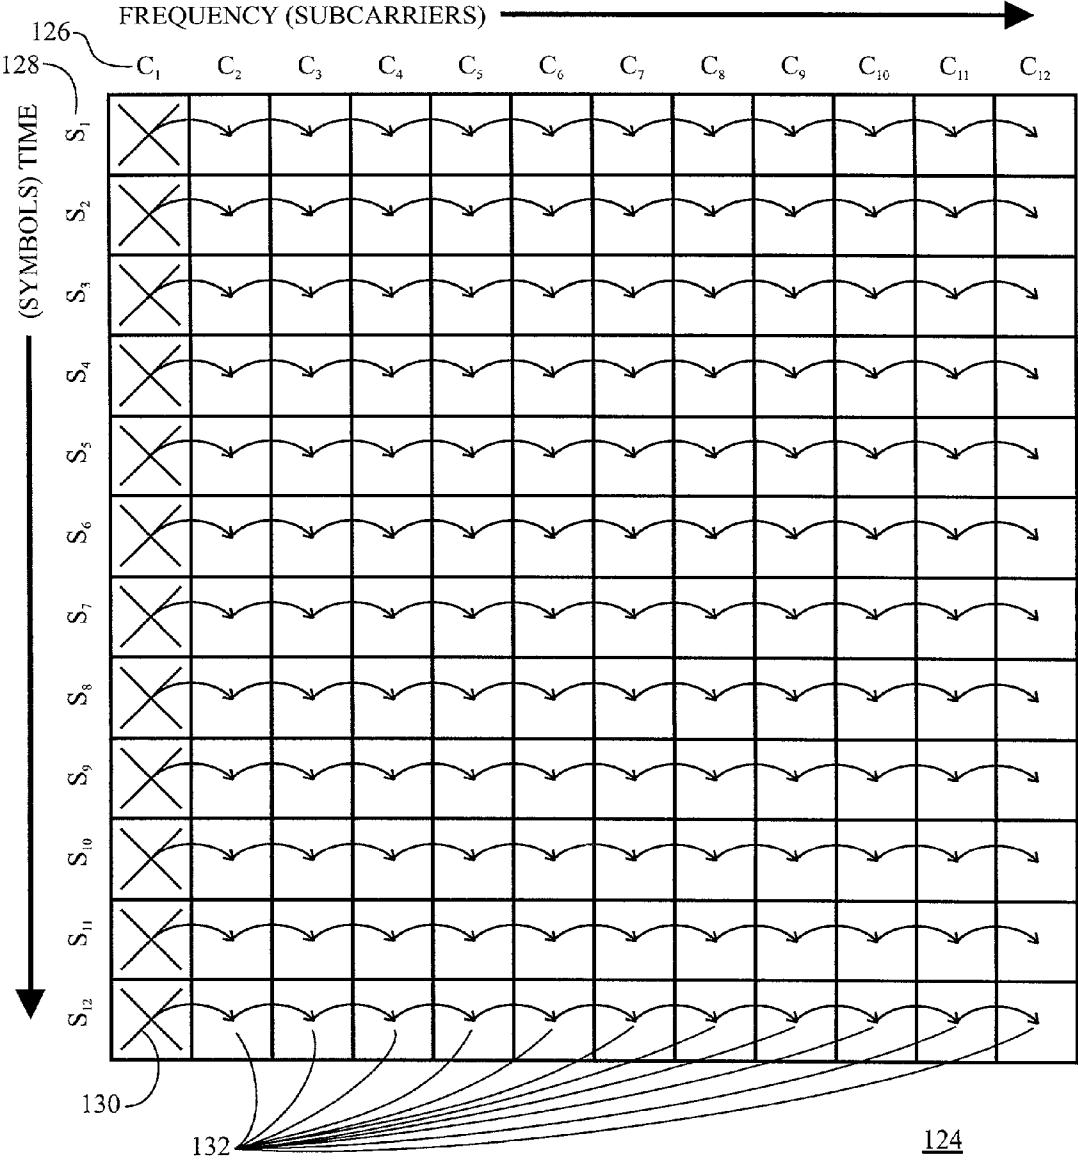 FREQUENCY (SUBCARRIERS)
126
C₁ C₂ C₃ C₄ C₅ C₆ C₇ C₈ C₉ C₁₀ C₁₁ C₁₂
128
(SYMBOLS) TIME
S₁
S₂
S₃
S₄
S₅
S₆
S₇
S₈
S₉
S₁₀
S₁₁
S₁₂
130
132
124